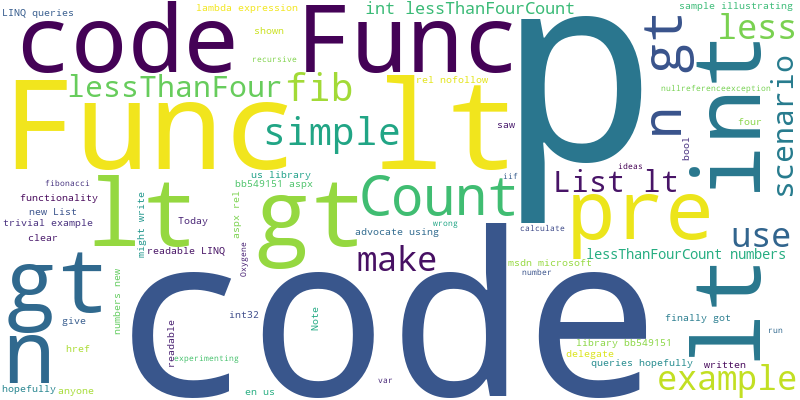 LINQ queries
lambda expression
int lessThanFourCount
sample illustrating
code
Func
shown
recursive
p
n
gt
less
int
lessThanFour
fib
rel nofollow
nullreferenceexception
Func
lt
simple
saw
four
bool
scenario
us library
bb549151 aspx
iif
ideas
fibonacci
functionality
new List
trivial example
clear
lt
might write
Today
readable LINQ
aspx rel
gt
Count
List lt
pre
wrong
calculate
advocate using
use
Oxygene
make
lessThanFourCount numbers
msdn microsoft
number
gt
n
give
numbers new
code
int32
Note
lt
finally got
run
href
readable
experimenting
library bb549151
delegate
queries hopefully
written
hopefully
anyone
en us
var
example